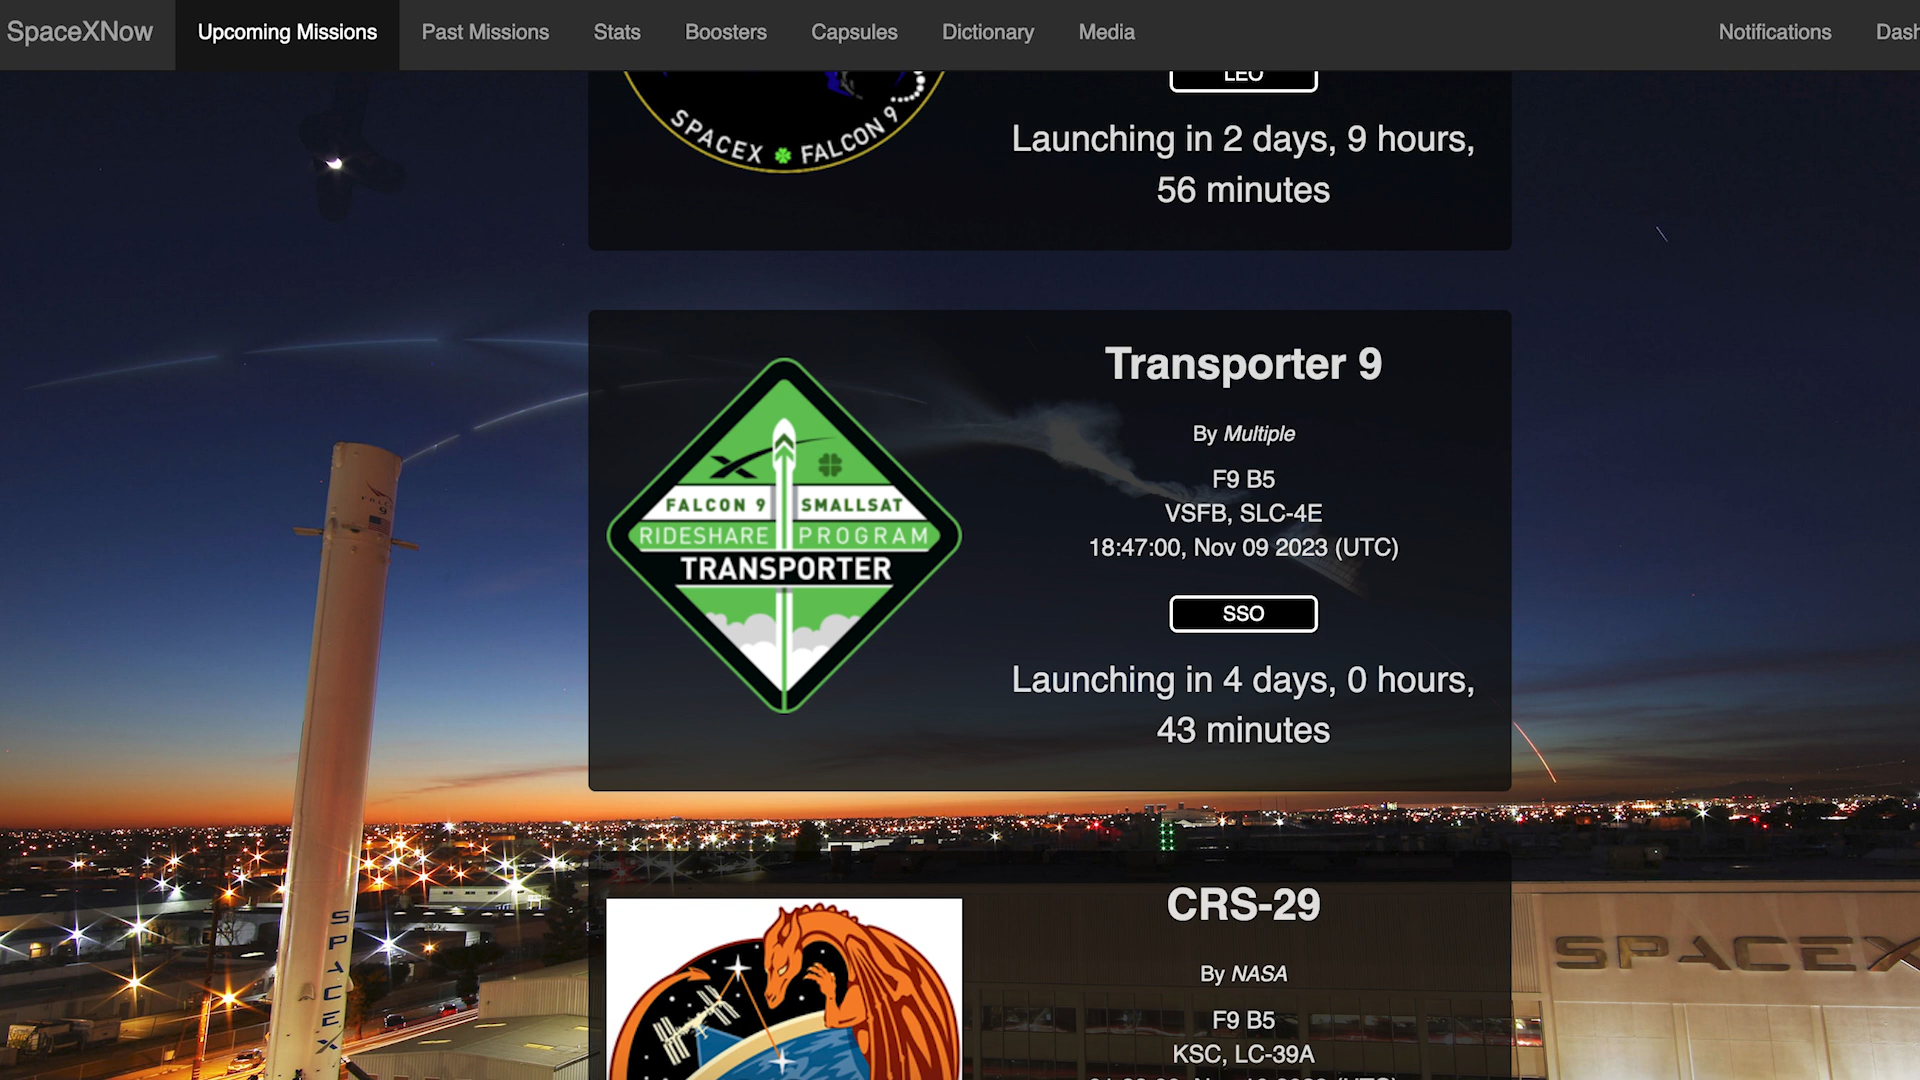 SpaceXNow Upcoming Missions Past Missions Stats Boosters Capsules Dictionary Media Notifications
SPACEX FALCON 9
LEO
Launching in 2 days, 9 hours,
56 minutes
FALCON 9 SMALLSAT
RIDESHARE PROGRAM
TRANSPORTER
Transporter 9
By Multiple
F9 B5
VSFB, SLC-4E
18:47:00, Nov 09 2023 (UTC)
SSO
Launching in 4 days, 0 hours,
43 minutes
FALCON
9
SPACEX
CRS-29
By NASA
F9 B5
KSC, LC-39A
SPACEX